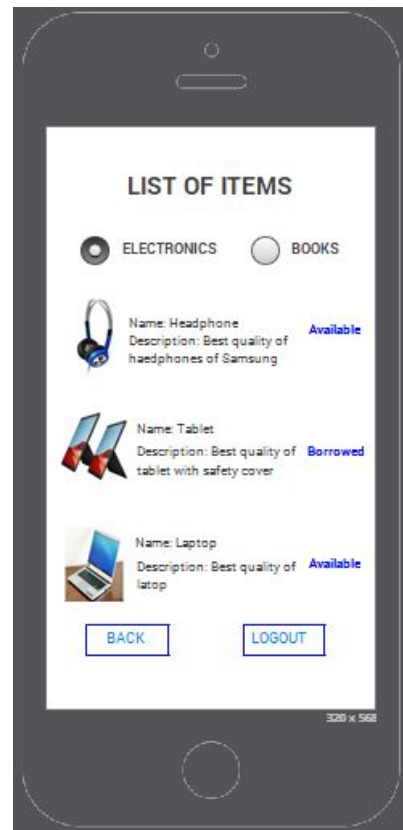 LIST OF ITEMS
ELECTRONICS
BOOKS
Name: Headphone
Description: Best quality of
haedphones of Samsung
Available
Name: Tablet
Description: Best quality of
tablet with safety cover
Borrowed
Name: Laptop
Description: Best quality of
latop
Available
BACK
LOGOUT
320 x 568